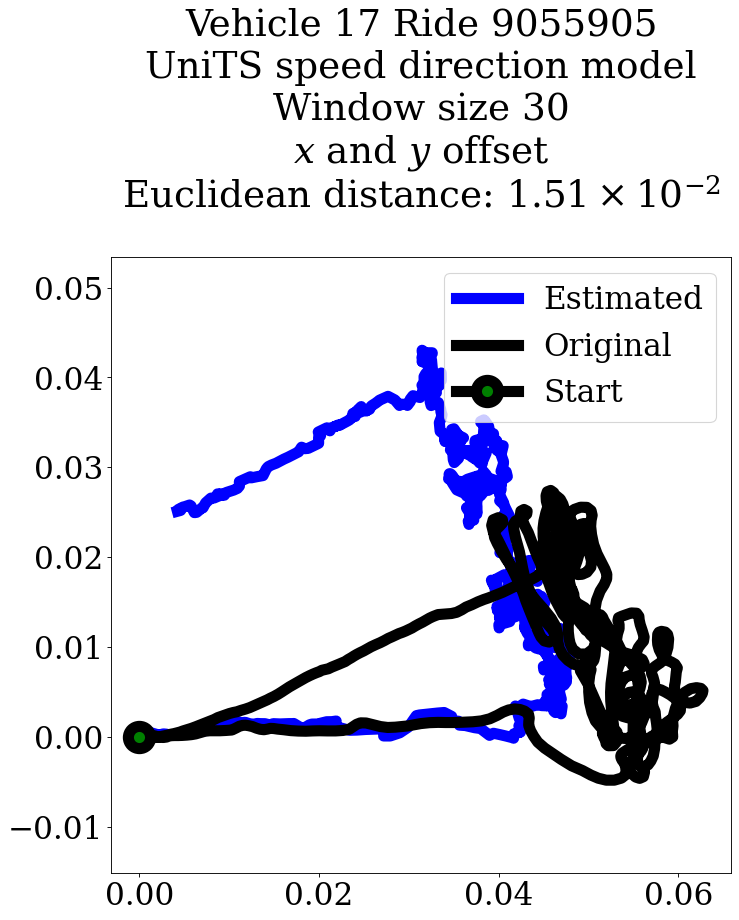 Vehicle 17 Ride 9055905
UniTS speed direction model
Window size 30
x and y offset
Euclidean distance: 1.51 × 10⁻²
Estimated
Original
Start
0.05
0.04
0.03
0.02
0.01
0.00
−0.01
0.00 0.02 0.04 0.06